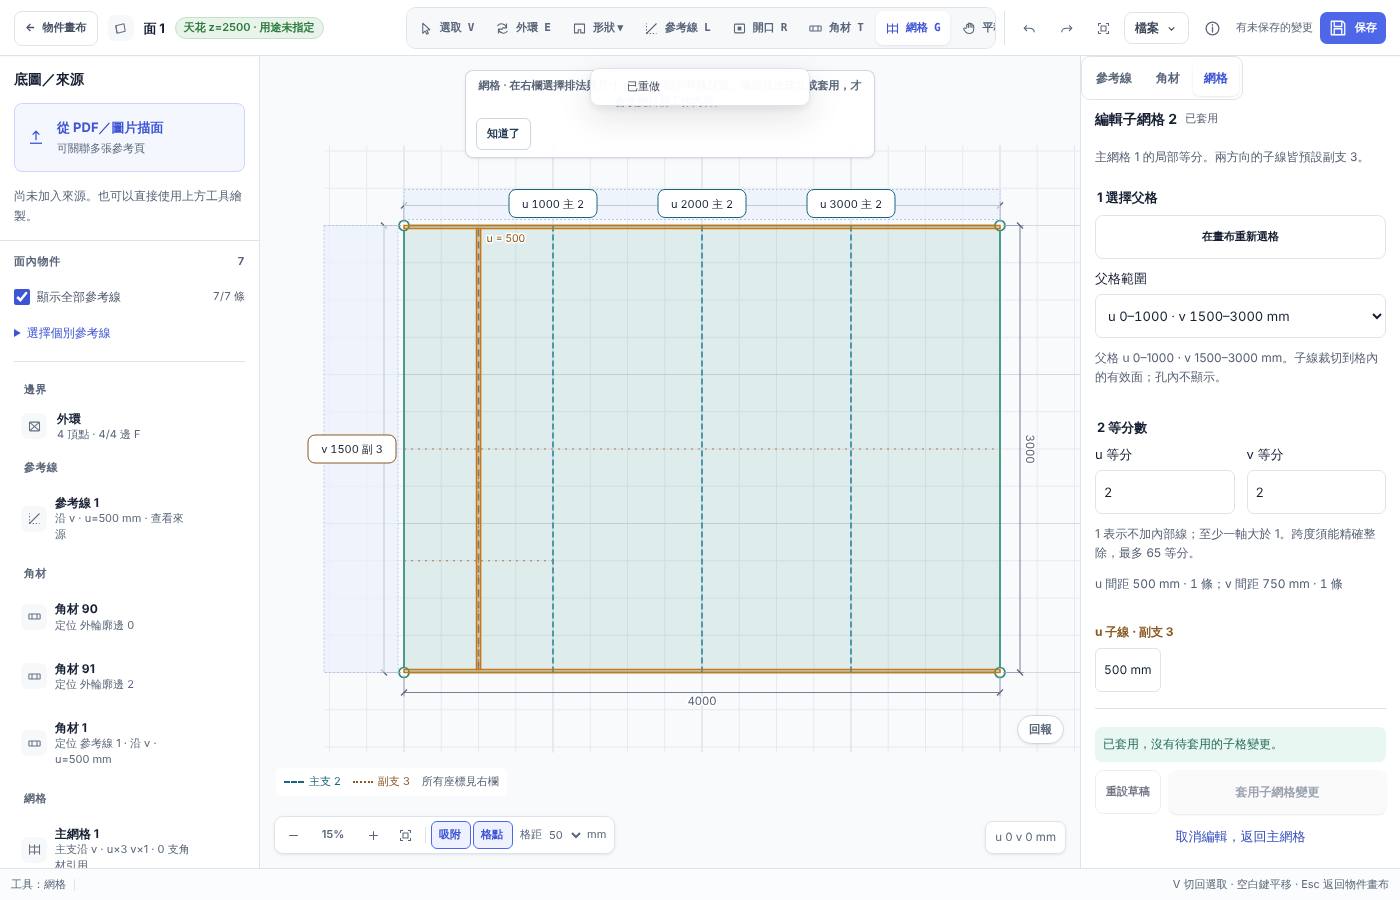 物件畫布
面 1
天花 z=2500 · 用途未指定
選取 V
外環 E
形狀 ▾
參考線 L
開口 R
角材 T
網格 G
檔案
有未保存的變更
保存
底圖／來源
從 PDF／圖片描面
可關聯多張參考頁
尚未加入來源。也可以直接使用上方工具繪
製。
面內物件
7
顯示全部參考線
7/7 條
選擇個別參考線
邊界
外環
4 頂點 · 4/4 邊 F
參考線
參考線 1
沿 v · u=500 mm · 查看來
源
角材
角材 90
定位 外輪廓邊 0
角材 91
定位 外輪廓邊 2
角材 1
定位 參考線 1 · 沿 v ·
u=500 mm
網格
主網格 1
主支沿 v · u×3 v×1 · 0 支角
材引用
網格 · 在右欄選擇排法
或套用，才
已重做
知道了
u 1000 主 2
u 2000 主 2
u 3000 主 2
u = 500
v 1500 副 3
3000
4000
回報
主支 2
副支 3
所有座標見右欄
15%
吸附
格點
格距
50
mm
u 0 v 0 mm
參考線
角材
網格
編輯子網格 2
已套用
主網格 1 的局部等分。兩方向的子線皆預設副支 3。
1 選擇父格
在畫布重新選格
父格範圍
u 0–1000 · v 1500–3000 mm
父格 u 0–1000 · v 1500–3000 mm。子線裁切到格內
的有效面；孔內不顯示。
2 等分數
u 等分
v 等分
2
2
1 表示不加內部線；至少一軸大於 1。跨度須能精確整
除，最多 65 等分。
u 間距 500 mm · 1 條；v 間距 750 mm · 1 條
u 子線 · 副支 3
500 mm
已套用，沒有待套用的子格變更。
重設草稿
套用子網格變更
取消編輯，返回主網格
工具：網格
V 切回選取 · 空白鍵平移 · Esc 返回物件畫布